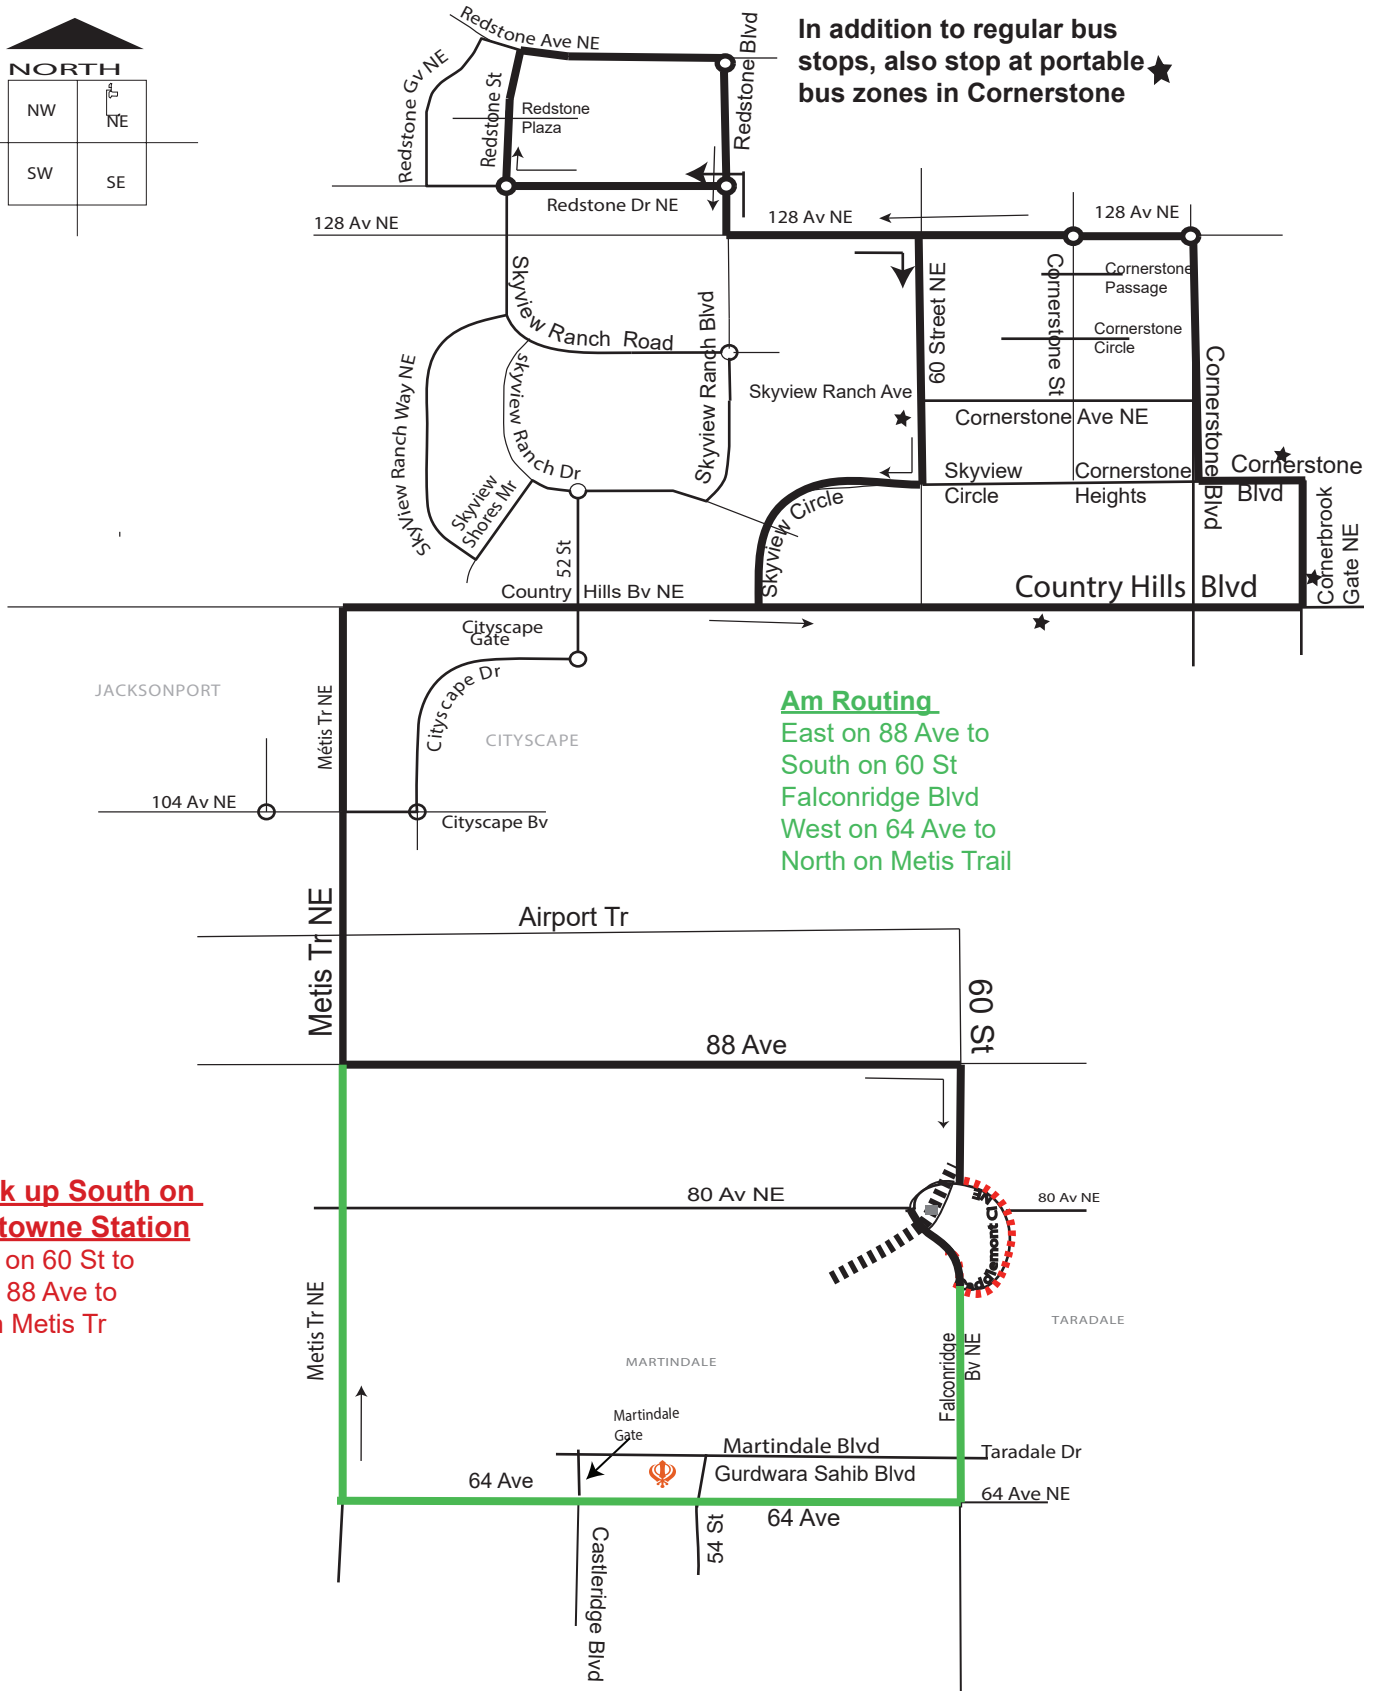 NORTH
NW
NE
SW
SE
In addition to regular bus
stops, also stop at portable
bus zones in Cornerstone
Redstone Ave NE
Redstone Gv NE
Redstone St
Redstone
Plaza
Redstone Blvd
Redstone Dr NE
128 Av NE
128 Av NE
128 Av NE
Cornerstone
Passage
Cornerstone
Circle
Cornerstone St
60 Street NE
Skyview Ranch Road
Skyview Ranch Blvd
Skyview Ranch Way NE
skyview Ranch Dr
Skyview
Shores Mr
Skyview Ranch Ave
Cornerstone Ave NE
Cornerstone Blvd
Skyview
Circle
Cornerstone
Heights
Cornerstone
Blvd
Cornerbrook
Gate NE
Skyview Circle
52 St
Country Hills Bv NE
Country Hills Blvd
Cityscape
Gate
Cityscape Dr
JACKSONPORT
Métis Tr NE
CITYSCAPE
104 Av NE
Cityscape Bv
Am Routing
East on 88 Ave to
South on 60 St
Falconridge Blvd
West on 64 Ave to
North on Metis Trail
Metis Tr NE
Airport Tr
60 St
88 Ave
80 Av NE
80 Av NE
k up South on
towne Station
on 60 St to
88 Ave to
Metis Tr
Metis Tr NE
NE
addlemont Ci
TARADALE
MARTINDALE
Falconridge
Bv NE
Martindale
Gate
Martindale Blvd
Taradale Dr
Gurdwara Sahib Blvd
64 Ave
64 Ave NE
64 Ave
54 St
Castleridge Blvd